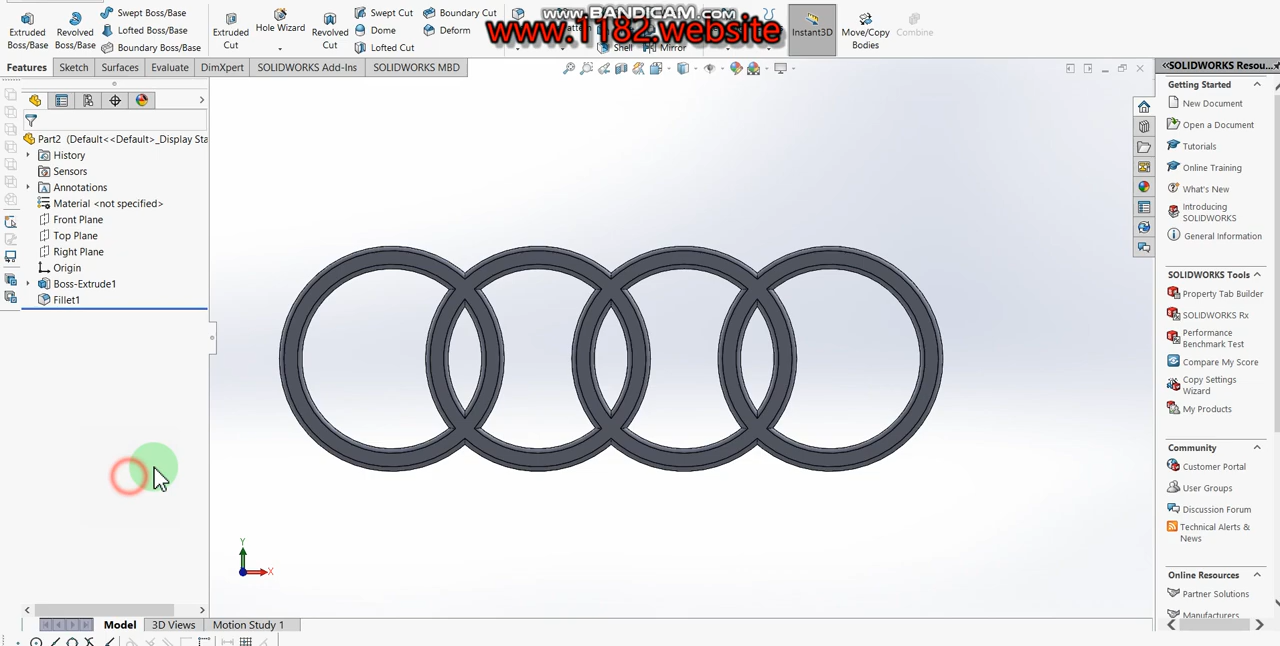 Extruded Boss/Base
Revolved Boss/Base
Swept Boss/Base
Lofted Boss/Base
Boundary Boss/Base
Extruded Cut
Hole Wizard
Revolved Cut
Swept Cut
Dome
Lofted Cut
Boundary Cut
Deform
www.BANDICAM.com
www.1182.website
Shell
Mirror
Instant3D
Move/Copy Bodies
Combine
Features
Sketch
Surfaces
Evaluate
DimXpert
SOLIDWORKS Add-Ins
SOLIDWORKS MBD
Part2 (Default<<Default>_Display Sta
History
Sensors
Annotations
Material <not specified>
Front Plane
Top Plane
Right Plane
Origin
Boss-Extrude1
Fillet1
Y
X
Model
3D Views
Motion Study 1
SOLIDWORKS Resou...
Getting Started
New Document
Open a Document
Tutorials
Online Training
What's New
Introducing
SOLIDWORKS
General Information
SOLIDWORKS Tools
Property Tab Builder
SOLIDWORKS Rx
Performance
Benchmark Test
Compare My Score
Copy Settings
Wizard
My Products
Community
Customer Portal
User Groups
Discussion Forum
Technical Alerts &
News
Online Resources
Partner Solutions
Manufacturers